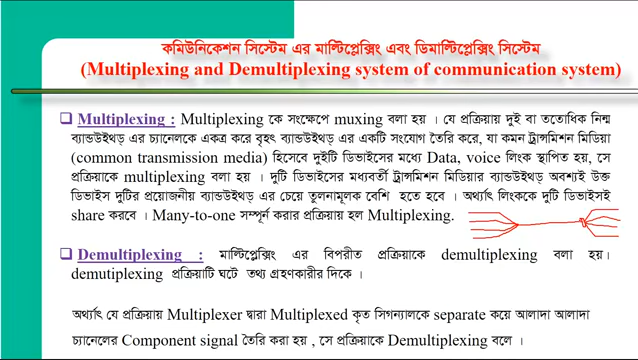 কমিউনিকেশন সিস্টেম এর মাল্টিপ্লেক্সিং এবং ডিমাল্টিপ্লেক্সিং সিস্টেম
(Multiplexing and Demultiplexing system of communication system)
Multiplexing : Multiplexing কে সংক্ষেপে muxing বলা হয় । যে প্রক্রিয়ায় দুই বা ততোধিক নিম্ন
ব্যান্ডউইথড্ এর চ্যানেলকে একত্র করে বৃহৎ ব্যান্ডউইথড্ এর একটি সংযোগ তৈরি করে, যা কমন ট্রান্সমিশন মিডিয়া
(common transmission media) হিসেবে দুইটি ডিভাইসের মধ্যে Data, voice লিংক স্থাপিত হয়, সে
প্রক্রিয়াকে multiplexing বলা হয় । দুটি ডিভাইসের মধ্যবর্তী ট্রান্সমিশন মিডিয়ার ব্যান্ডউইথড্ অবশ্যই উক্ত
ডিভাইস দুটির প্রয়োজনীয় ব্যান্ডউইথড্ এর চেয়ে তুলনামূলক বেশি হতে হবে । অর্থ্যাৎ লিংককে দুটি ডিভাইসই
share করবে । Many-to-one সম্পূর্ন করার প্রক্রিয়ায় হল Multiplexing.
Demultiplexing : মাল্টিপ্লেক্সিং এর বিপরীত প্রক্রিয়াকে demultiplexing বলা হয়।
demutiplexing প্রক্রিয়াটি ঘটে তথ্য গ্রহণকারীর দিকে ।
অর্থ্যাৎ যে প্রক্রিয়ায় Multiplexer দ্বারা Multiplexed কৃত সিগন্যালকে separate করে আলাদা আলাদা
চ্যানেলের Component signal তৈরি করা হয় , সে প্রক্রিয়াকে Demultiplexing বলে ।